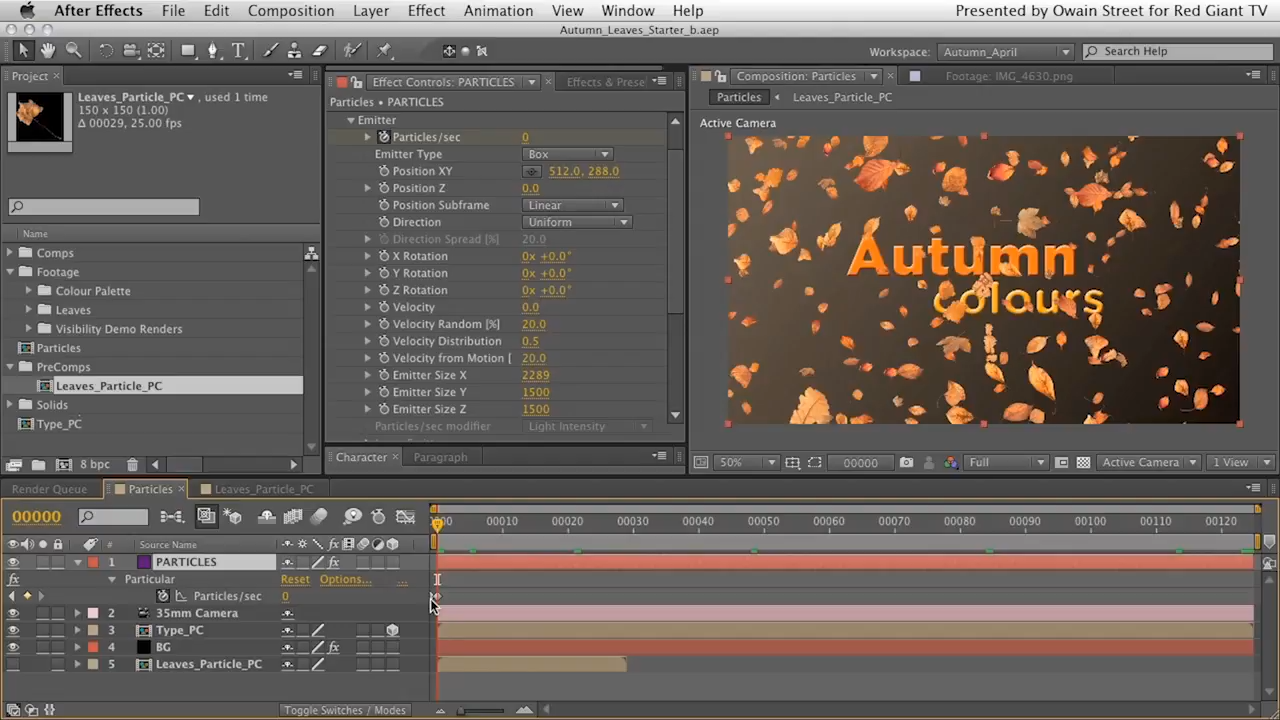 After Effects File Edit Composition Layer Effect Animation View Window Help Presented by Owain Street for Red Giant TV
Autumn_Leaves_Starter_b.aep
Workspace: Autumn_April Search Help
Project
Leaves_Particle_PC , used 1 time
150 x 150 (1.00)
Δ 00029, 25.00 fps
Name
Comps
Footage
Colour Palette
Leaves
Visibility Demo Renders
Particles
PreComps
Leaves_Particle_PC
Solids
Type_PC
8 bpc
Effect Controls: PARTICLES Effects & Prese
Particles • PARTICLES
Emitter
Particles/sec 0
Emitter Type Box
Position XY 512.0, 288.0
Position Z 0.0
Position Subframe Linear
Direction Uniform
Direction Spread [%] 20.0
X Rotation 0x +0.0°
Y Rotation 0x +0.0°
Z Rotation 0x +0.0°
Velocity 0.0
Velocity Random [%] 20.0
Velocity Distribution 0.5
Velocity from Motion [ 20.0
Emitter Size X 2289
Emitter Size Y 1500
Emitter Size Z 1500
Particles/sec modifier Light Intensity
Character Paragraph
Composition: Particles Footage: IMG_4630.png
Particles Leaves_Particle_PC
Active Camera
Autumn
colours
50% 00000 Full Active Camera 1 View
Render Queue Particles Leaves_Particle_PC
00000
00010 00020 00030 00040 00050 00060 00070 00080 00090 00100 00110 00120
# Source Name
1 PARTICLES
Particular Reset Options... ...
Particles/sec 0
2 35mm Camera
3 Type_PC
4 BG
5 Leaves_Particle_PC
Toggle Switches / Modes